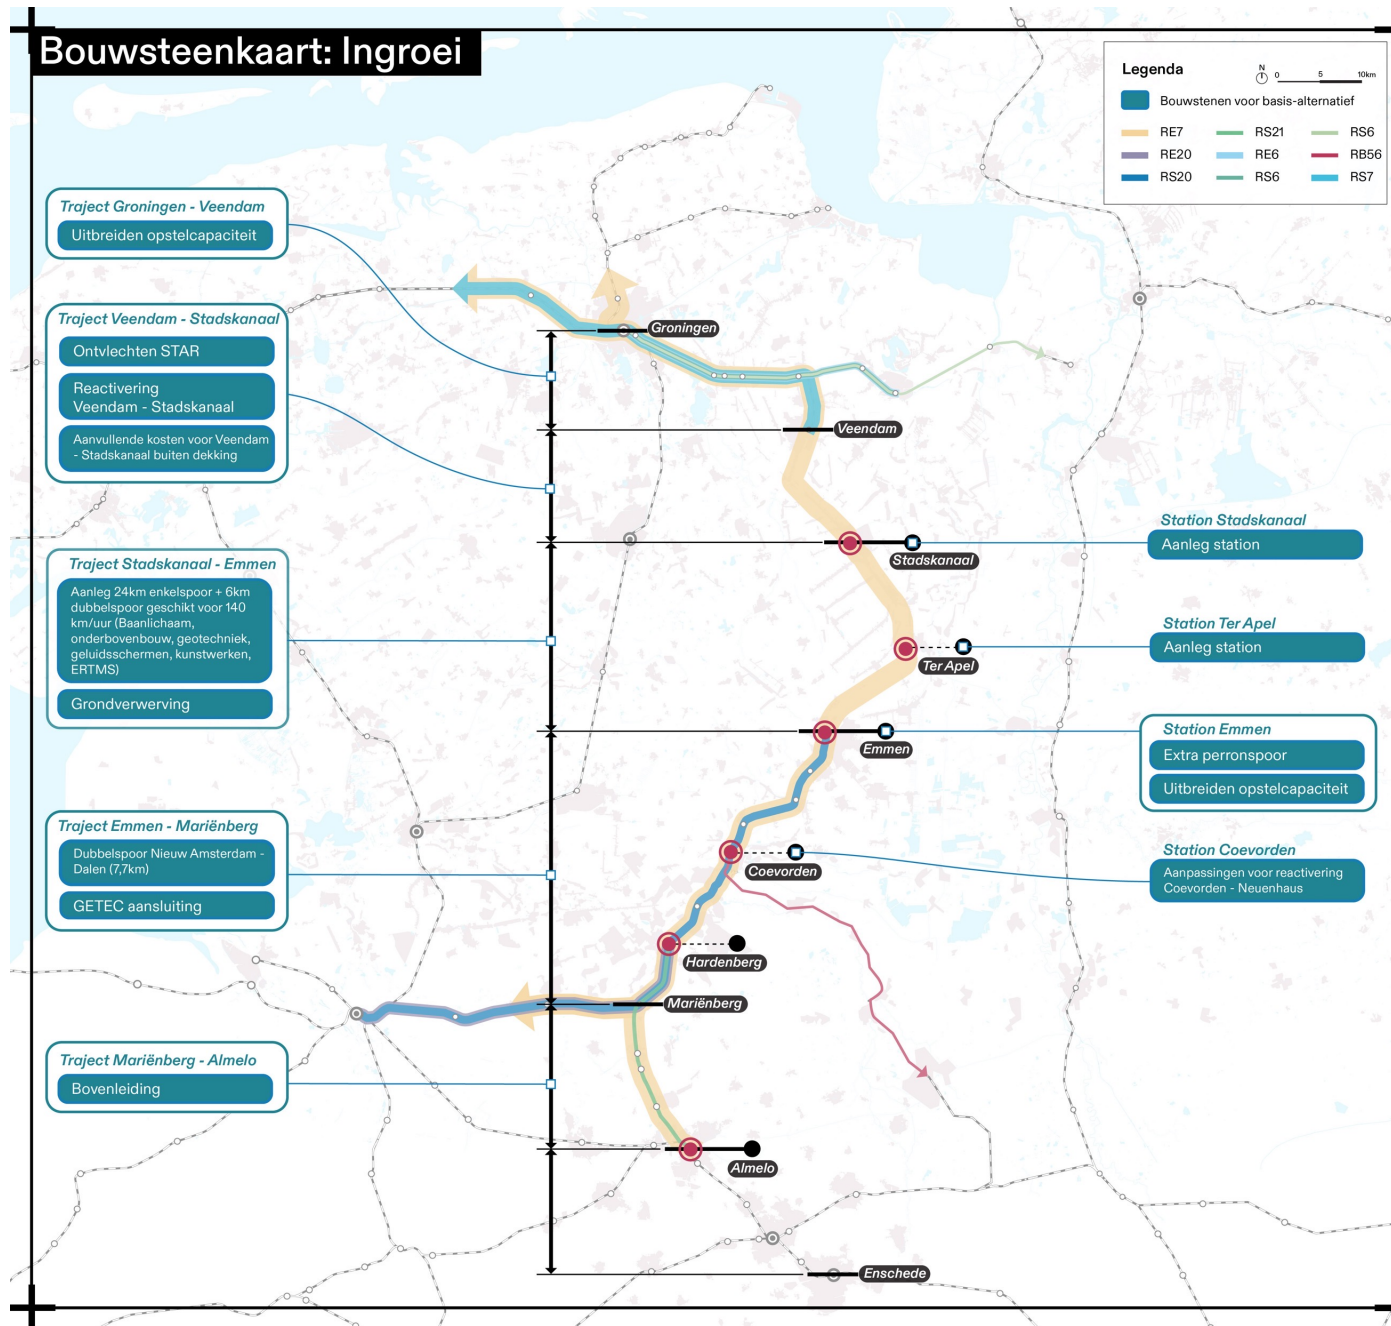 Bouwsteenkaart: Ingroei
Legenda
N
0 5 10km
Bouwstenen voor basis-alternatief
RE7 RS21 RS6
RE20 RE6 RB56
RS20 RS6 RS7
Traject Groningen - Veendam
Uitbreiden opstelcapaciteit
Traject Veendam - Stadskanaal
Ontvlechten STAR
Reactivering
Veendam - Stadskanaal
Aanvullende kosten voor Veendam
- Stadskanaal buiten dekking
Traject Stadskanaal - Emmen
Aanleg 24km enkelspoor + 6km
dubbelspoor geschikt voor 140
km/uur (Baanlichaam,
onderbovenbouw, geotechniek,
geluidsschermen, kunstwerken,
ERTMS)
Grondverwerving
Traject Emmen - Mariënberg
Dubbelspoor Nieuw Amsterdam -
Dalen (7,7km)
GETEC aansluiting
Traject Mariënberg - Almelo
Bovenleiding
Groningen
Veendam
Stadskanaal
Ter Apel
Emmen
Coevorden
Hardenberg
Mariënberg
Almelo
Enschede
Station Stadskanaal
Aanleg station
Station Ter Apel
Aanleg station
Station Emmen
Extra perronspoor
Uitbreiden opstelcapaciteit
Station Coevorden
Aanpassingen voor reactivering
Coevorden - Neuenhaus